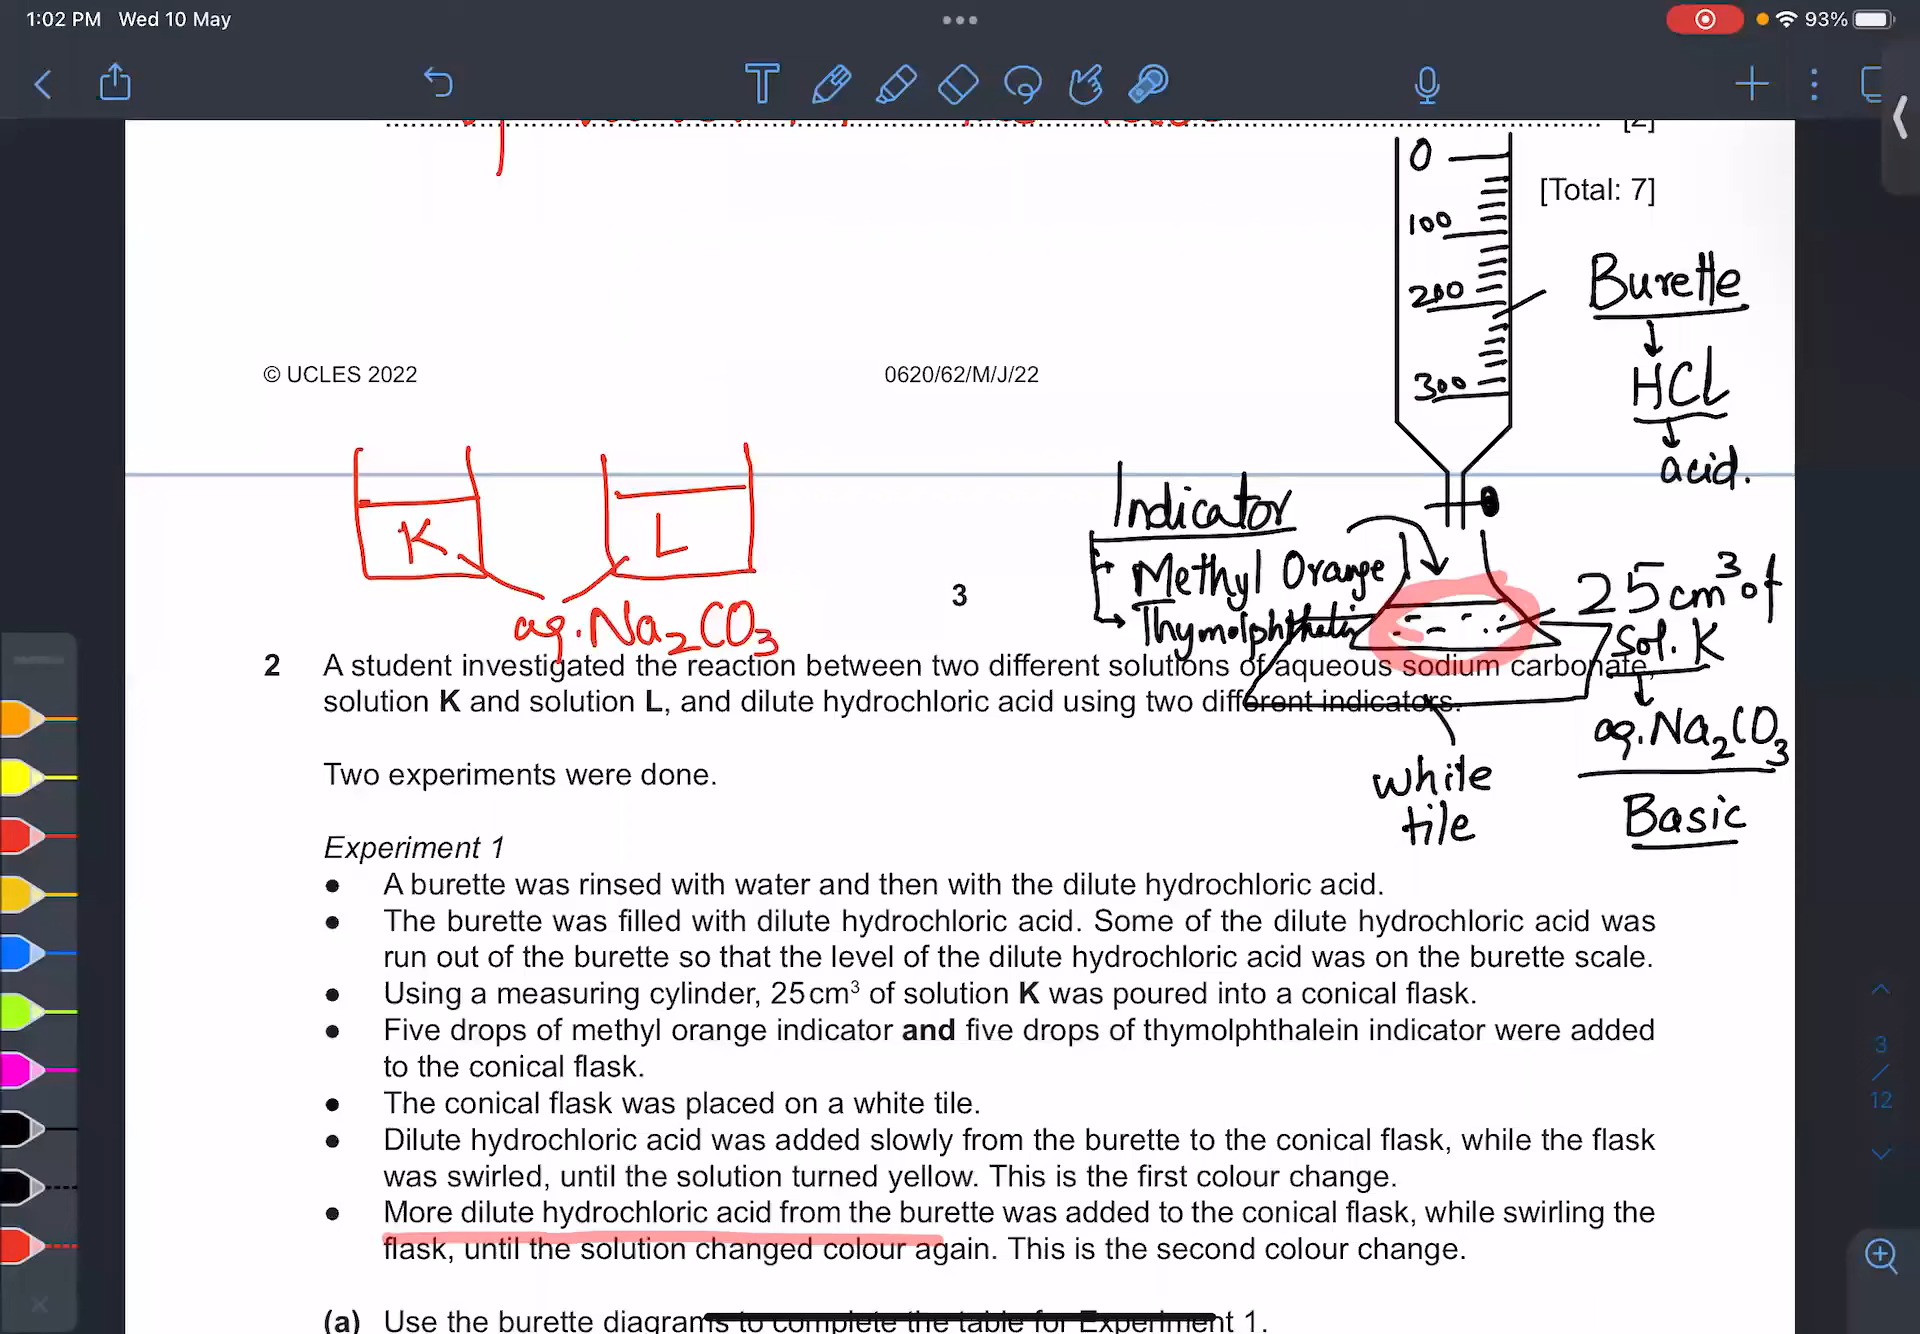 1:02 PM Wed 10 May
93%
[2]
[Total: 7]
0
100
200
300
Burette
HCl
acid.
© UCLES 2022
0620/62/M/J/22
K
L
aq. Na2CO3
Indicator
Methyl Orange
Thymolphthalein
25cm³ of
sol. K
aq. Na2CO3
Basic
white
tile
3
2 A student investigated the reaction between two different solutions of aqueous sodium carbonate,
solution K and solution L, and dilute hydrochloric acid using two different indicators.
Two experiments were done.
Experiment 1
● A burette was rinsed with water and then with the dilute hydrochloric acid.
● The burette was filled with dilute hydrochloric acid. Some of the dilute hydrochloric acid was
run out of the burette so that the level of the dilute hydrochloric acid was on the burette scale.
● Using a measuring cylinder, 25 cm³ of solution K was poured into a conical flask.
● Five drops of methyl orange indicator and five drops of thymolphthalein indicator were added
to the conical flask.
● The conical flask was placed on a white tile.
● Dilute hydrochloric acid was added slowly from the burette to the conical flask, while the flask
was swirled, until the solution turned yellow. This is the first colour change.
● More dilute hydrochloric acid from the burette was added to the conical flask, while swirling the
flask, until the solution changed colour again. This is the second colour change.
(a) Use the burette diagrams to complete the table for Experiment 1.
3
/
12